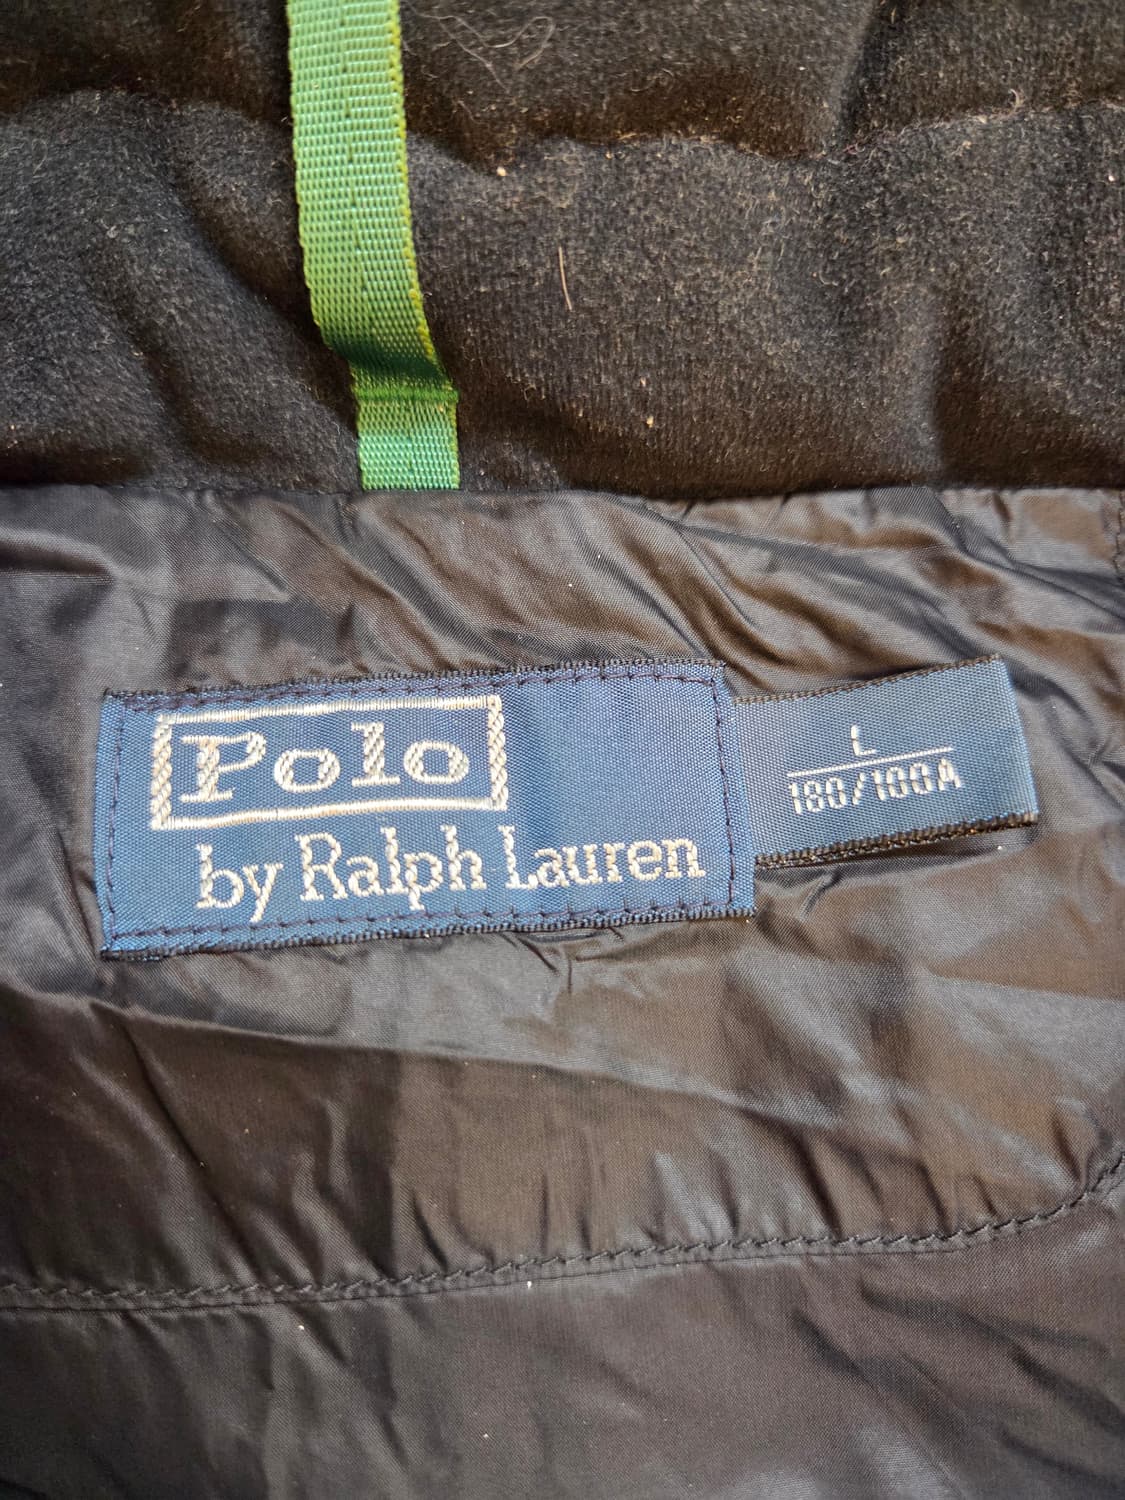 Polo
by Ralph Lauren
L
180/100A